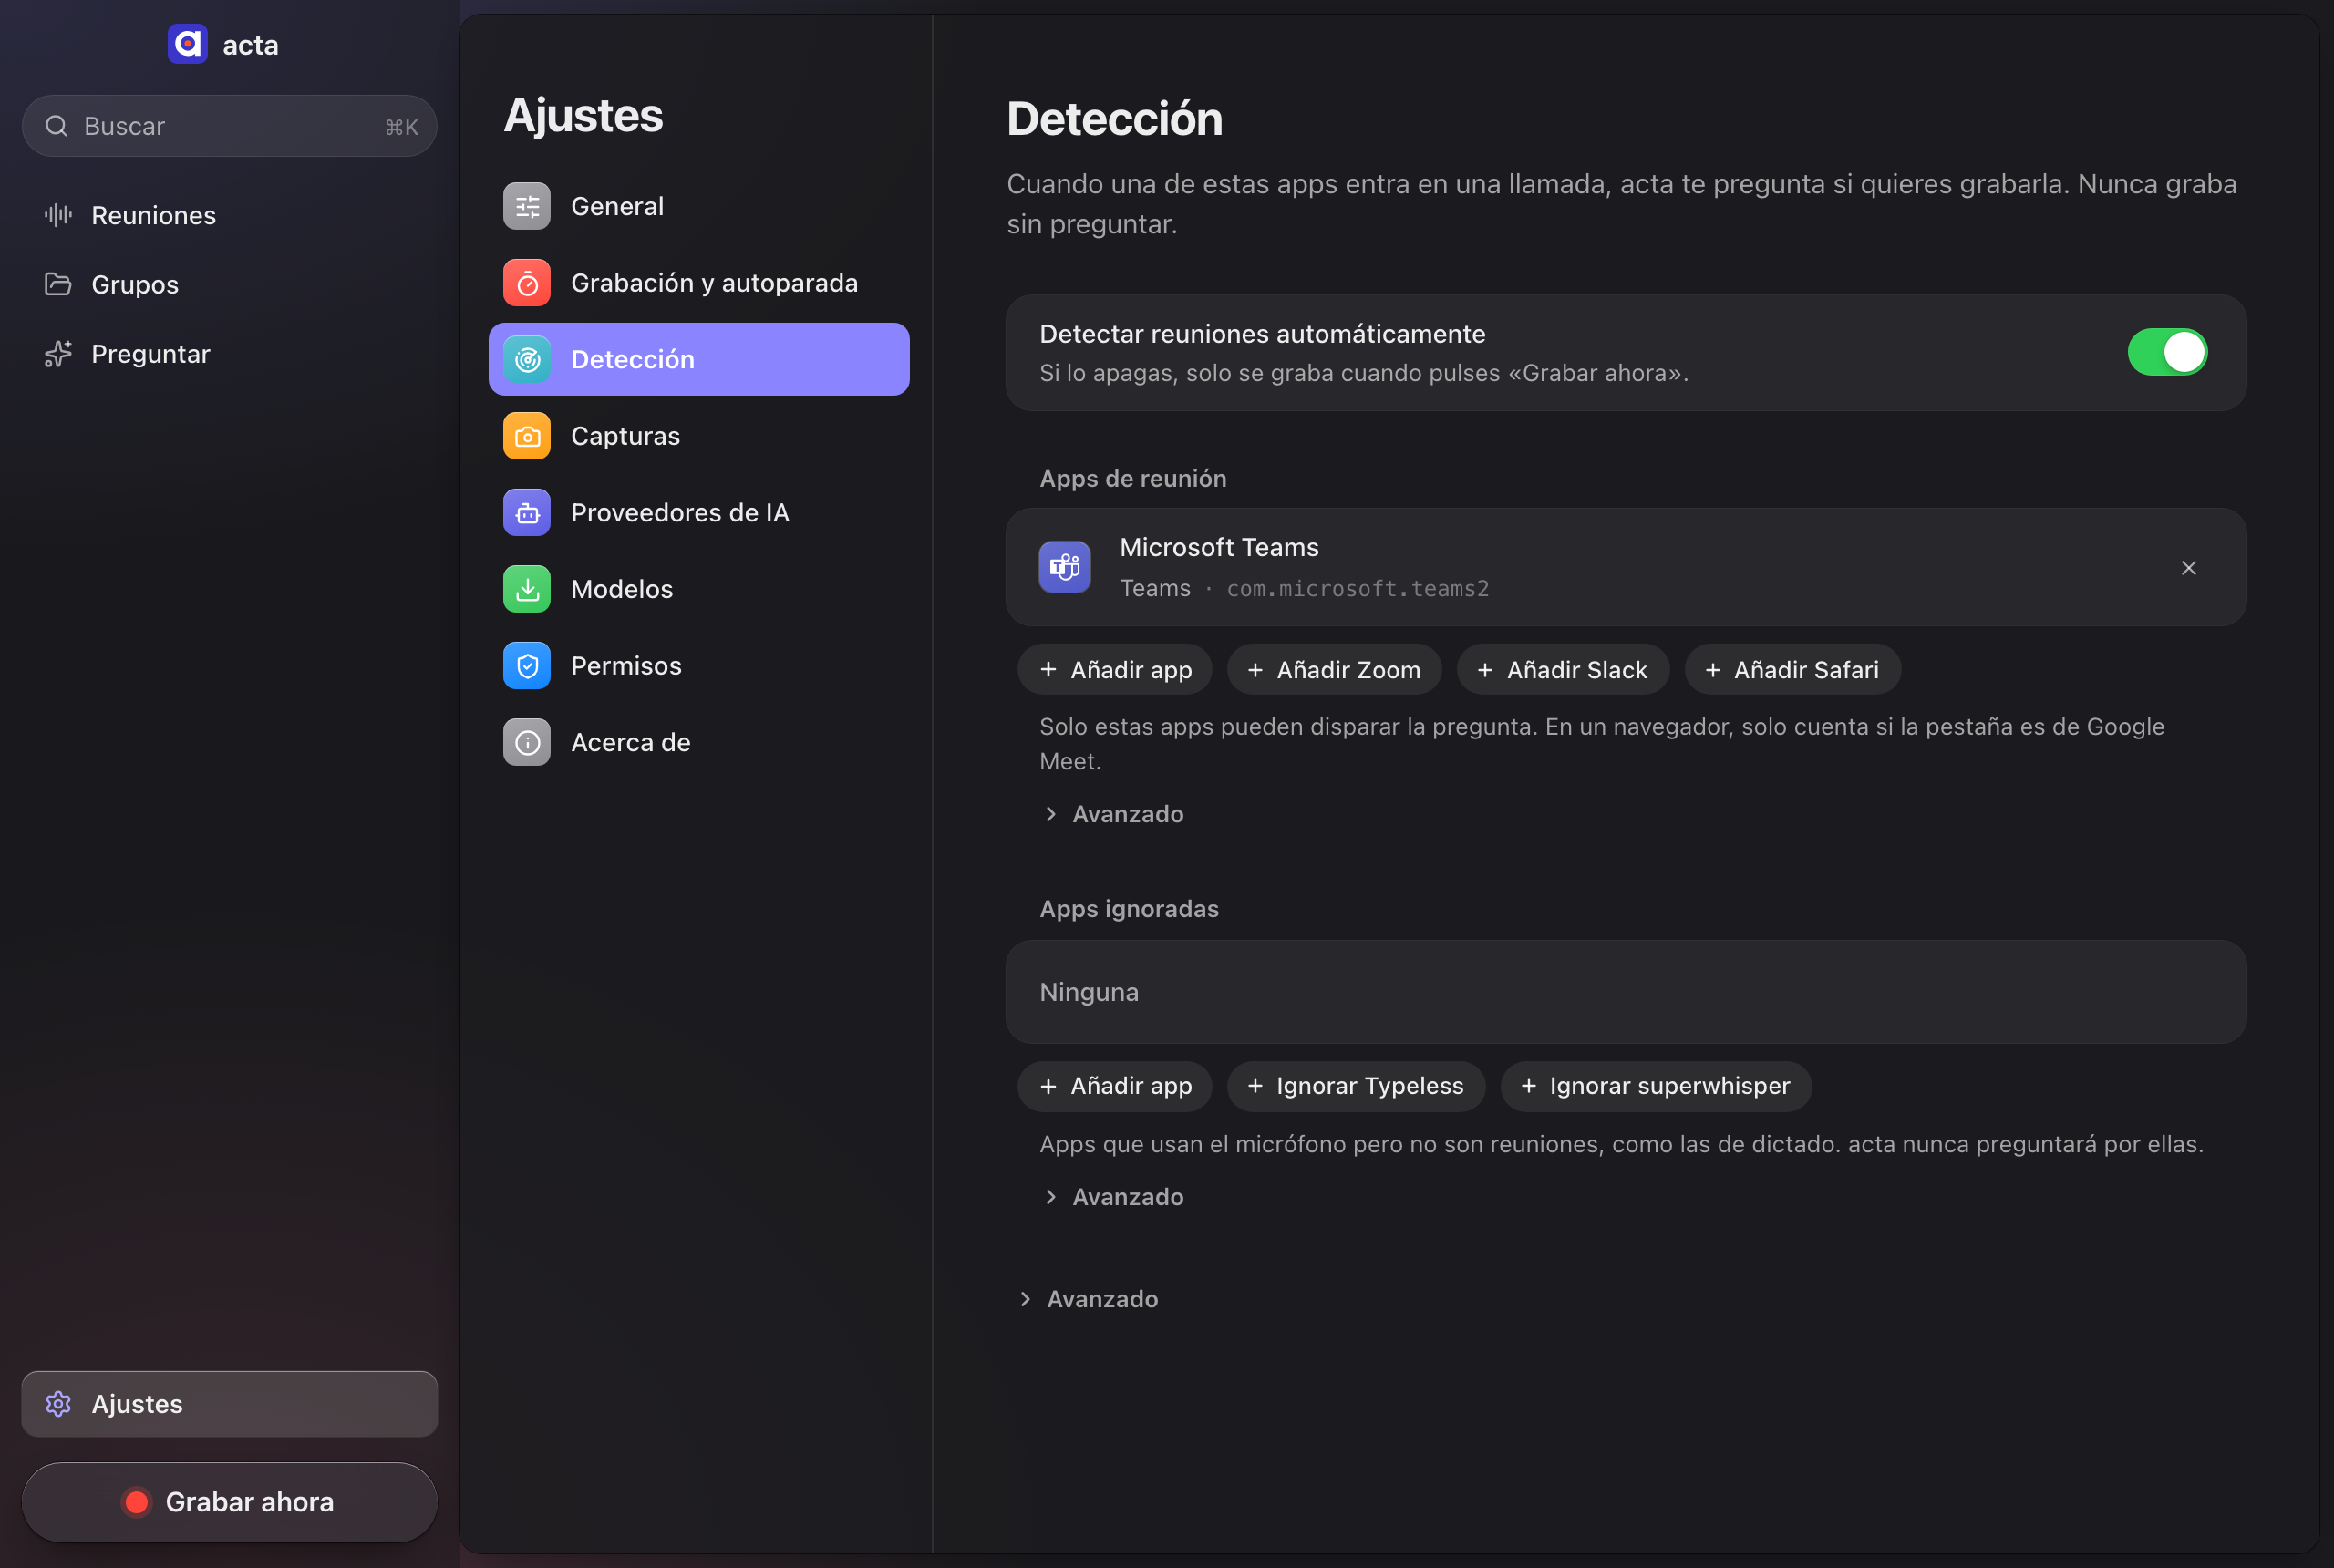 acta
Buscar
⌘K
Reuniones
Grupos
Preguntar
Ajustes
Grabar ahora
Ajustes
General
Grabación y autoparada
Detección
Capturas
Proveedores de IA
Modelos
Permisos
Acerca de
Detección
Cuando una de estas apps entra en una llamada, acta te pregunta si quieres grabarla. Nunca graba
sin preguntar.
Detectar reuniones automáticamente
Si lo apagas, solo se graba cuando pulses «Grabar ahora».
Apps de reunión
Microsoft Teams
Teams · com.microsoft.teams2
+ Añadir app
+ Añadir Zoom
+ Añadir Slack
+ Añadir Safari
Solo estas apps pueden disparar la pregunta. En un navegador, solo cuenta si la pestaña es de Google
Meet.
Avanzado
Apps ignoradas
Ninguna
+ Añadir app
+ Ignorar Typeless
+ Ignorar superwhisper
Apps que usan el micrófono pero no son reuniones, como las de dictado. acta nunca preguntará por ellas.
Avanzado
Avanzado